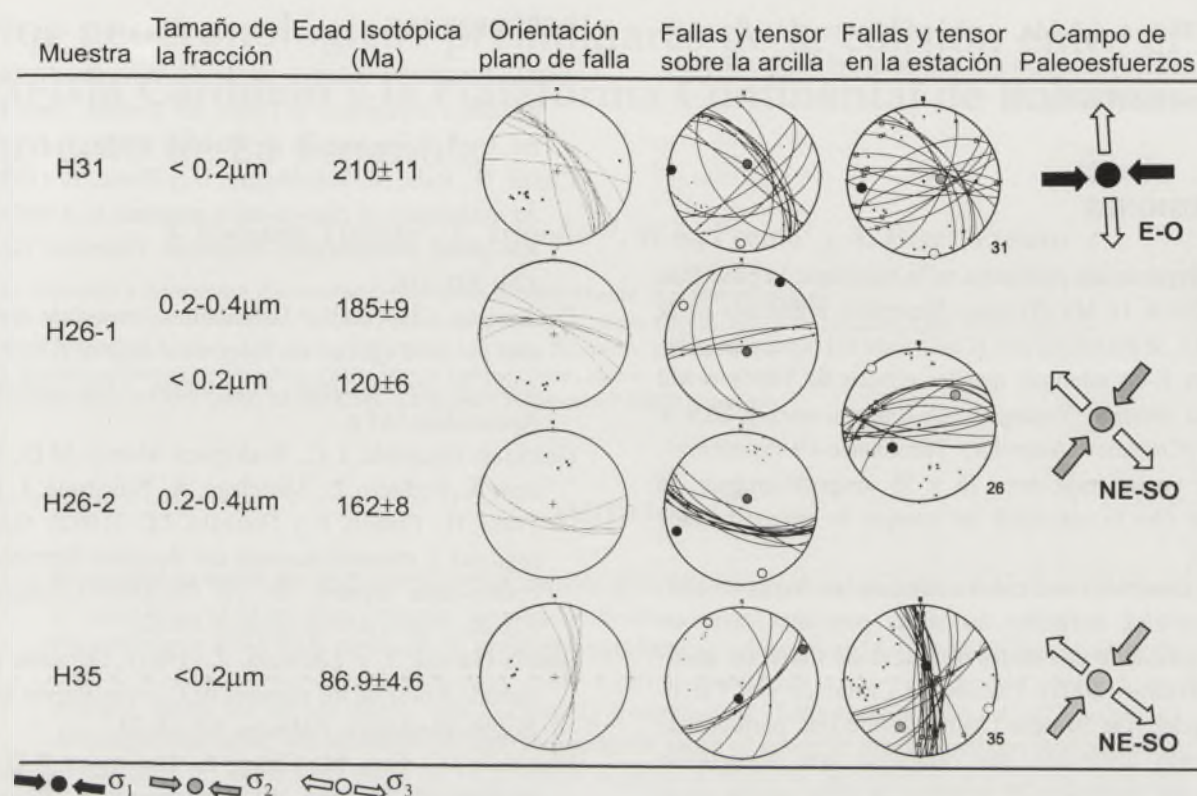 Muestra
Tamaño de la fracción
Edad Isotópica (Ma)
Orientación plano de falla
Fallas y tensor sobre la arcilla
Fallas y tensor en la estación
Campo de Paleoesfuerzos
H31
< 0.2µm
210±11
31
E-O
H26-1
0.2-0.4µm
185±9
< 0.2µm
120±6
26
NE-SO
H26-2
0.2-0.4µm
162±8
H35
<0.2µm
86.9±4.6
35
NE-SO
σ1
σ2
σ3